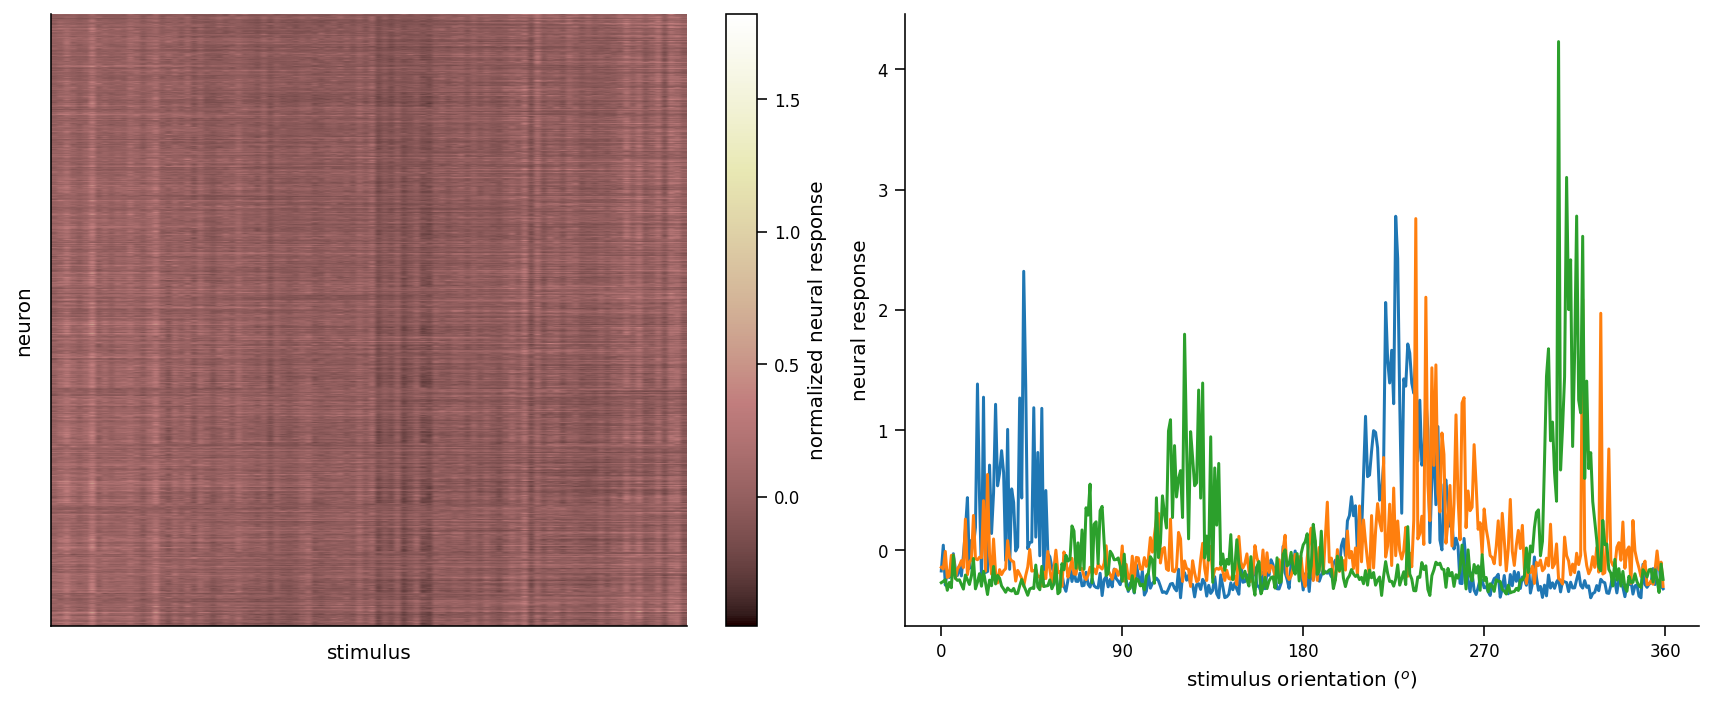 neuron
stimulus
1.5
1.0
0.5
0.0
normalized neural response
neural response
4
3
2
1
0
0 90 180 270 360
stimulus orientation (o)